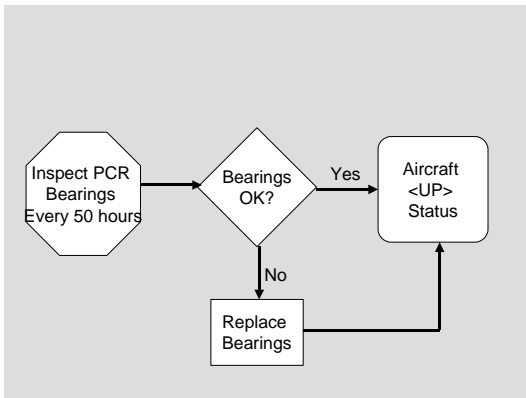 Inspect PCR
Bearings
Every 50 hours
Bearings
OK?
Yes
Aircraft
<UP>
Status
No
Replace
Bearings